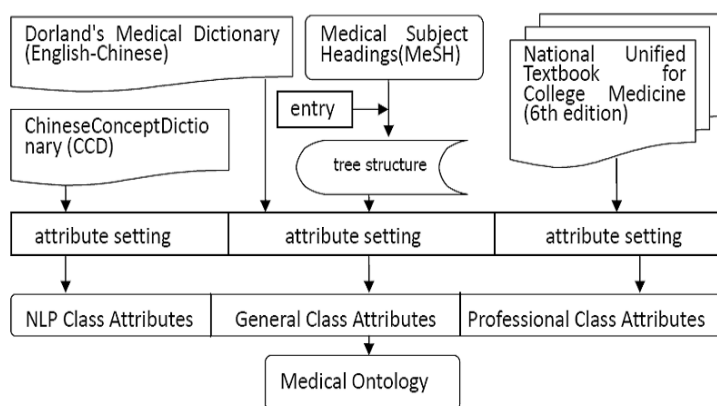 Dorland's Medical Dictionary
(English-Chinese)
Medical Subject
Headings(MeSH)
National Unified
Textbook for
College Medicine
(6th edition)
entry
ChineseConceptDictio
nary (CCD)
tree structure
attribute setting
attribute setting
attribute setting
NLP Class Attributes
General Class Attributes
Professional Class Attributes
Medical Ontology